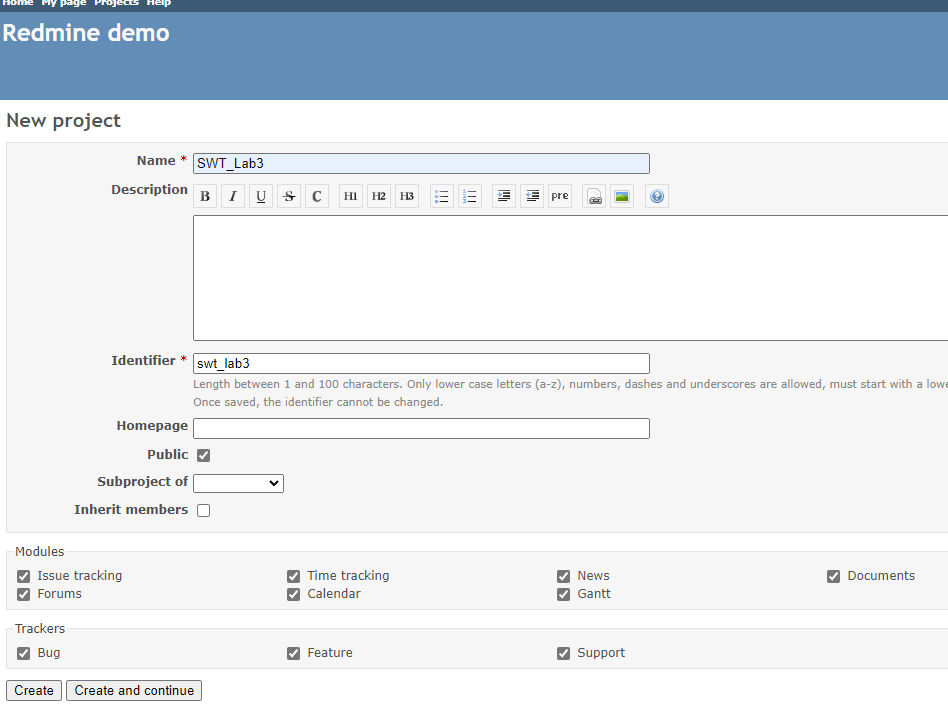 Home My page Projects Help
Redmine demo
New project
Name * SWT_Lab3
Description B I U S C H1 H2 H3 pre
Identifier * swt_lab3
Length between 1 and 100 characters. Only lower case letters (a-z), numbers, dashes and underscores are allowed, must start with a
Once saved, the identifier cannot be changed.
Homepage
Public
Subproject of
Inherit members
Modules
Issue tracking Time tracking News Documents
Forums Calendar Gantt
Trackers
Bug Feature Support
Create Create and continue